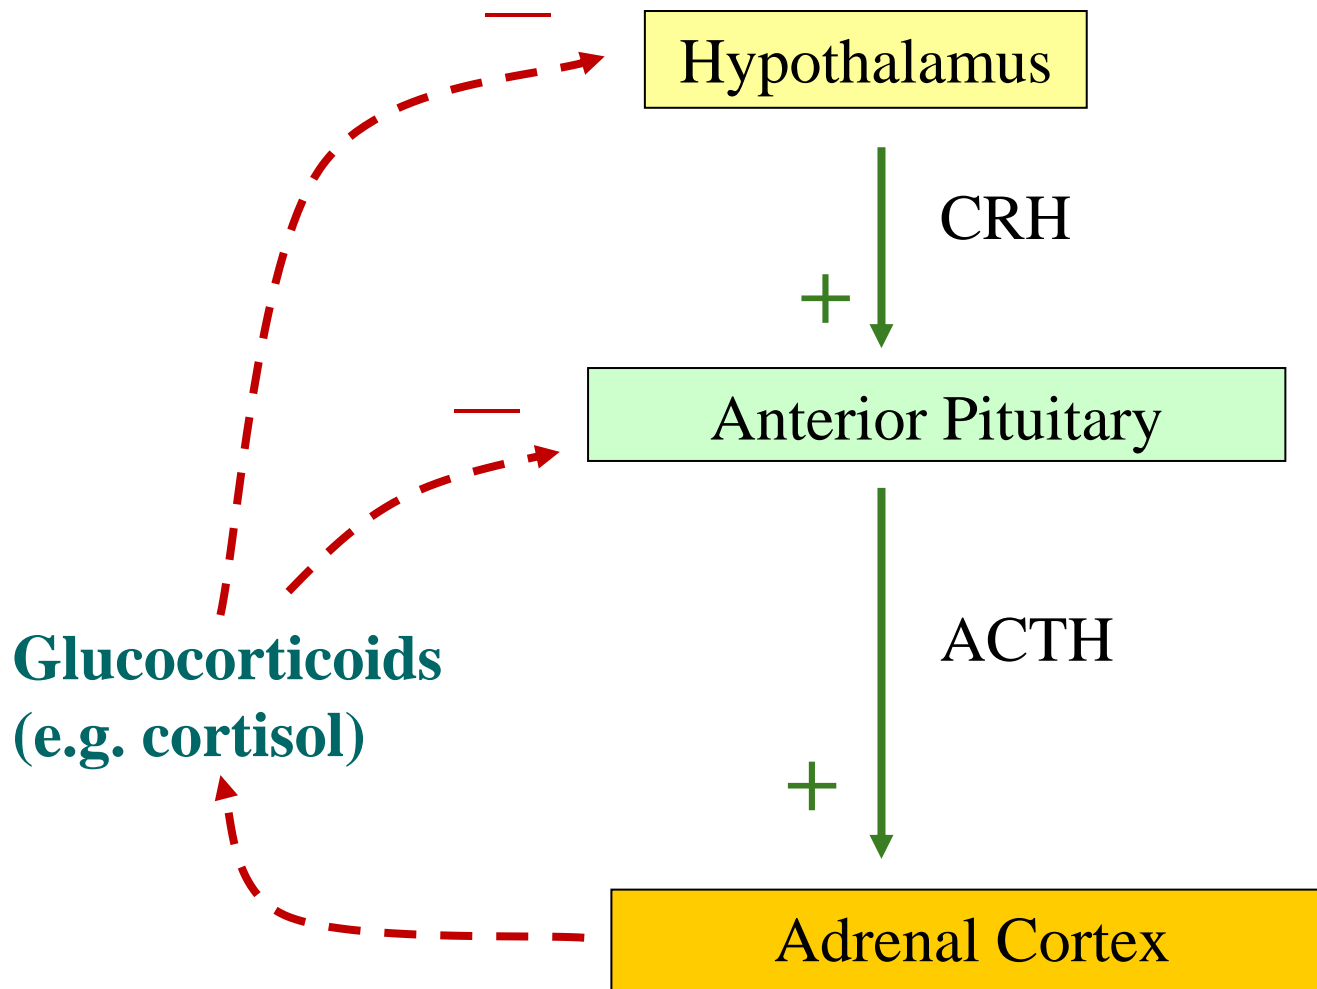 Hypothalamus
CRH
+
Anterior Pituitary
Glucocorticoids
(e.g. cortisol)
ACTH
+
Adrenal Cortex